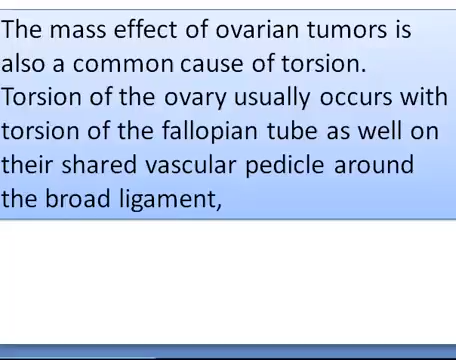 The mass effect of ovarian tumors is
also a common cause of torsion.
Torsion of the ovary usually occurs with
torsion of the fallopian tube as well on
their shared vascular pedicle around
the broad ligament,